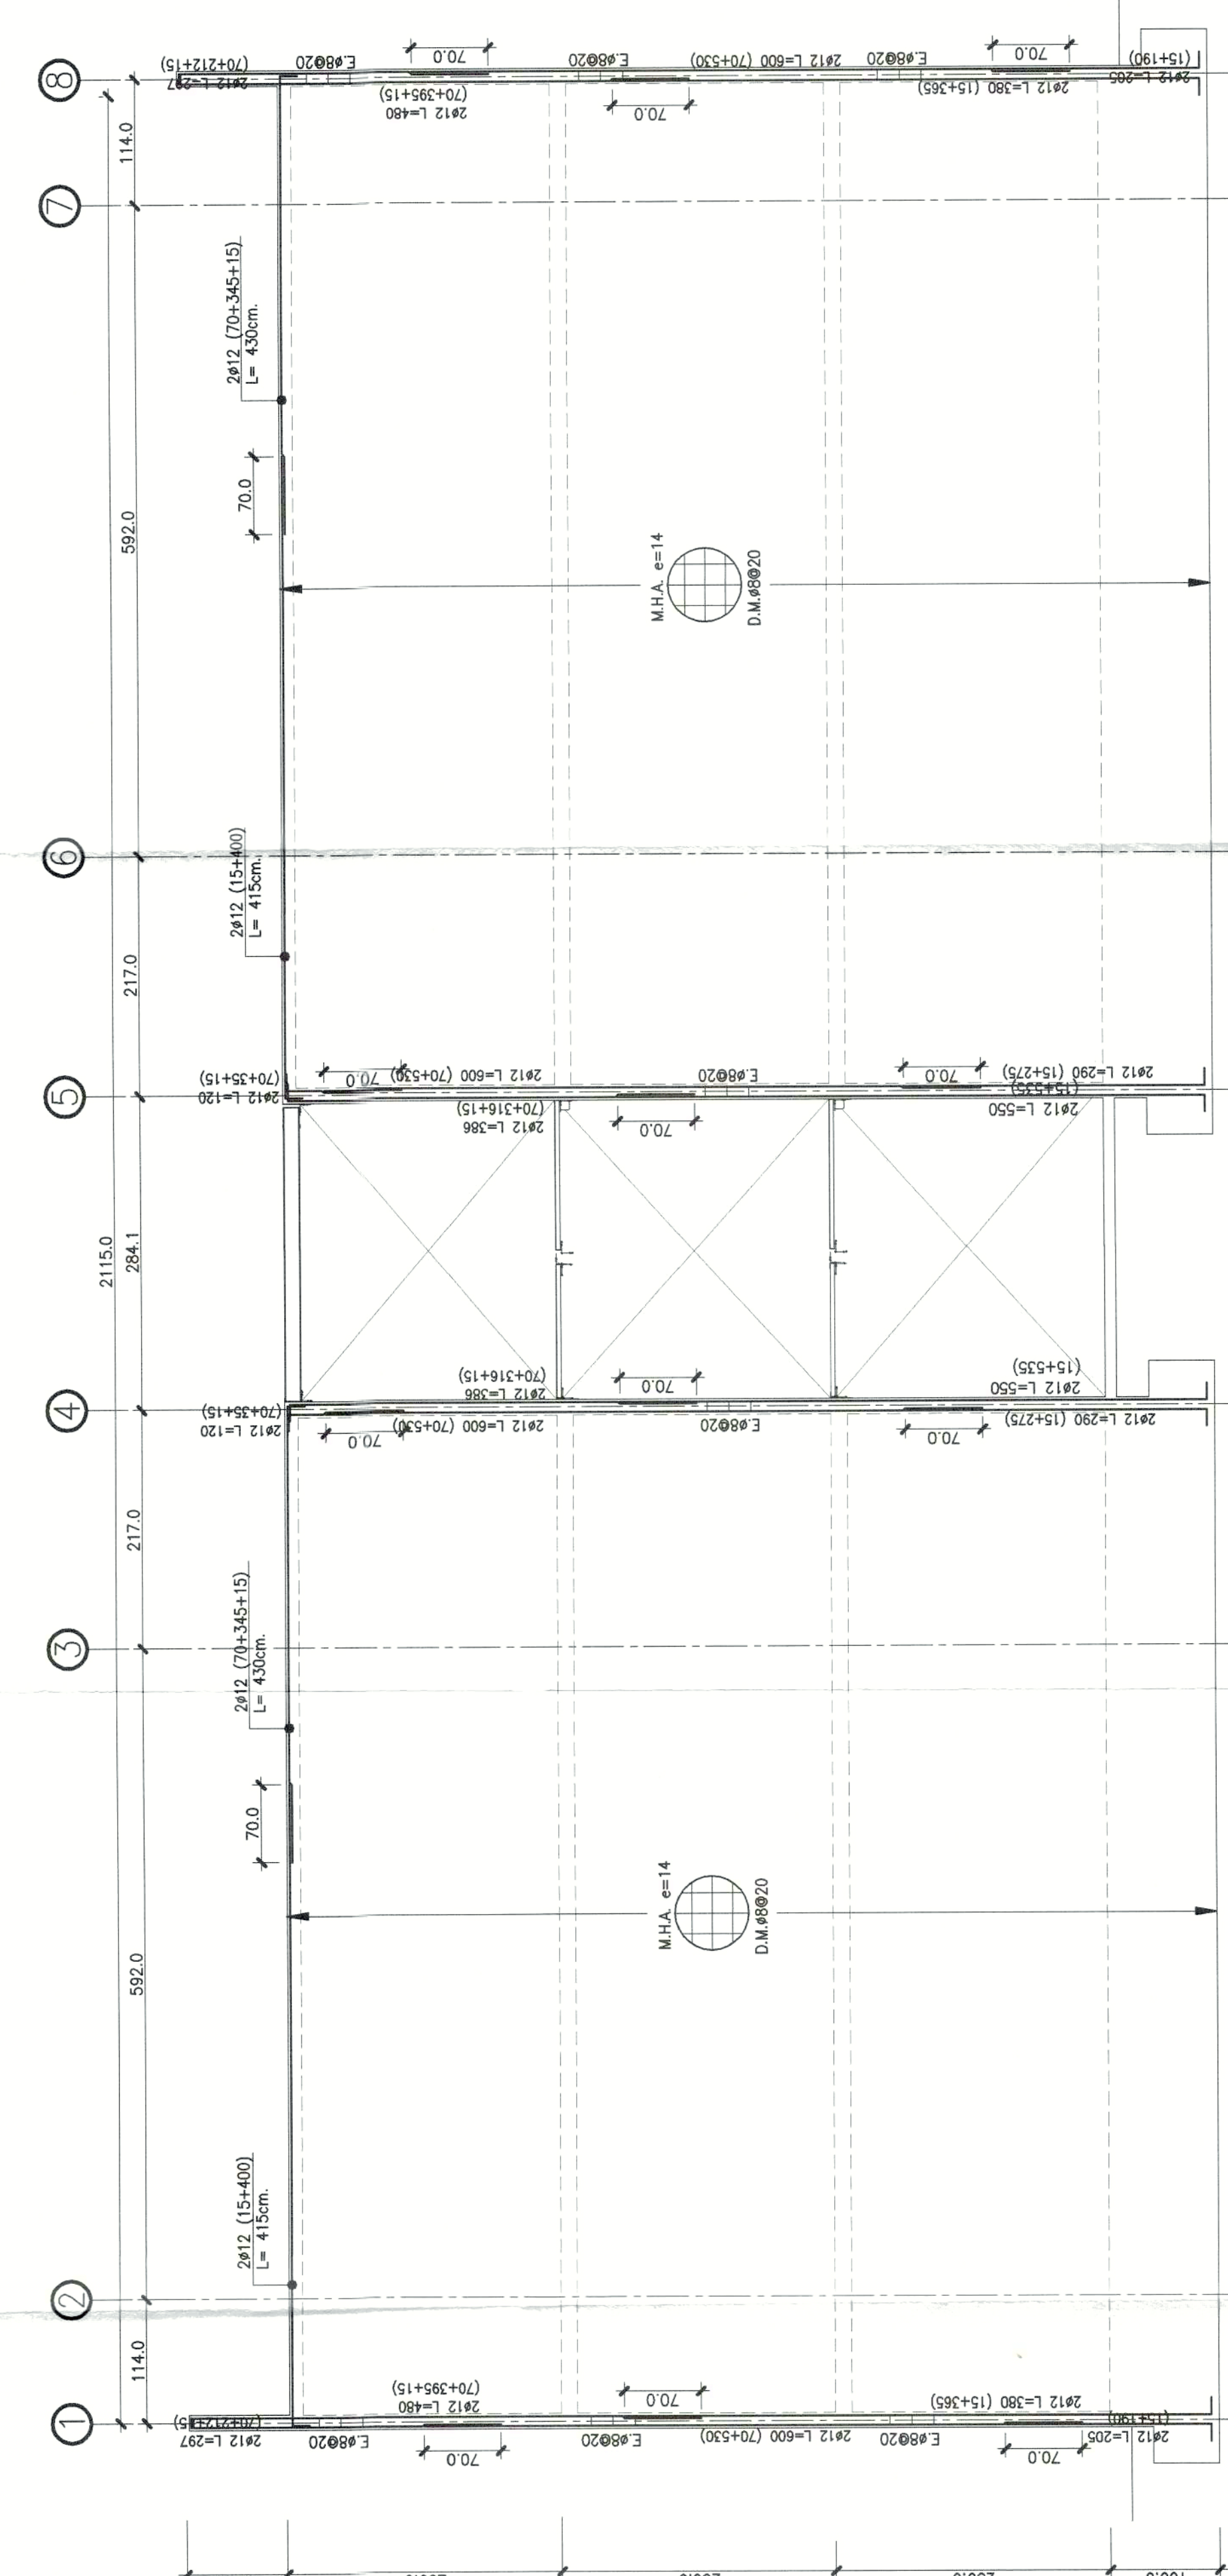 8
(70+212+15)
2ø12 L=297
E.ø8@20
70.0
E.ø8@20
2ø12 L=600 (70+530)
E.ø8@20
70.0
(15+190)
2ø12 L=205
(70+395+15)
2ø12 L=480
70.0
2ø12 L=380 (15+365)
114.0
7
2ø12 (70+345+15)
L= 430cm.
70.0
592.0
M.H.A. e=14
D.M.ø8@20
6
2ø12 (15+400)
L= 415cm.
217.0
5
(70+35+15)
2ø12 L=120
70.0
2ø12 L=600 (70+530)
E.ø8@20
70.0
2ø12 L=290 (15+275)
(70+316+15)
2ø12 L=386
70.0
(15+535)
2ø12 L=550
2115.0
284.1
(70+316+15)
2ø12 L=386
70.0
(15+535)
2ø12 L=550
4
(70+35+15)
2ø12 L=120
70.0
2ø12 L=600 (70+530)
E.ø8@20
70.0
2ø12 L=290 (15+275)
217.0
3
2ø12 (70+345+15)
L= 430cm.
70.0
592.0
M.H.A. e=14
D.M.ø8@20
2ø12 (15+400)
L= 415cm.
2
114.0
1
(70+212+15)
2ø12 L=297
E.ø8@20
(70+395+15)
2ø12 L=480
70.0
70.0
E.ø8@20
2ø12 L=600 (70+530)
E.ø8@20
2ø12 L=380 (15+365)
70.0
(15+190)
2ø12 L=205